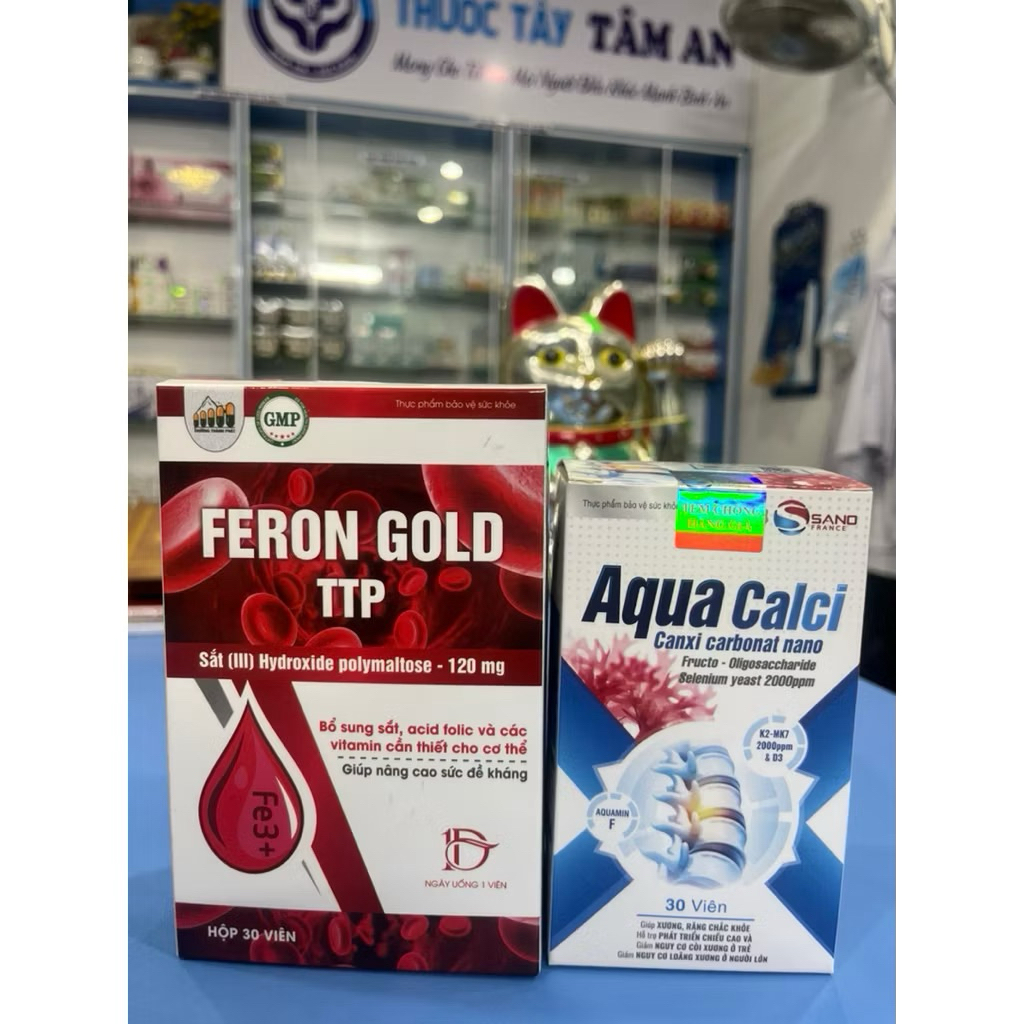 THUỐC TÂY TÂM AN
Thực phẩm bảo vệ sức khỏe
GMP
FERON GOLD
TTP
Sắt (III) Hydroxide polymaltose - 120 mg
Bổ sung sắt, acid folic và các
vitamin cần thiết cho cơ thể
Giúp nâng cao sức đề kháng
Fe3+
1D
NGÀY UỐNG 1 VIÊN
HỘP 30 VIÊN
Thực phẩm bảo vệ sức khỏe
TEM CHỐNG
HÀNG GIẢ
SANO
FRANCE
Aqua Calci
Canxi carbonat nano
Fructo - Oligosaccharide
Selenium yeast 2000ppm
K2-MK7
2000ppm
& D3
AQUAMIN
F
30 Viên
Giúp XƯƠNG, RĂNG CHẮC KHỎE
Hỗ trợ PHÁT TRIỂN CHIỀU CAO VÀ
Giảm NGUY CƠ CÒI XƯƠNG Ở TRẺ
Giảm NGUY CƠ LOÃNG XƯƠNG Ở NGƯỜI LỚN